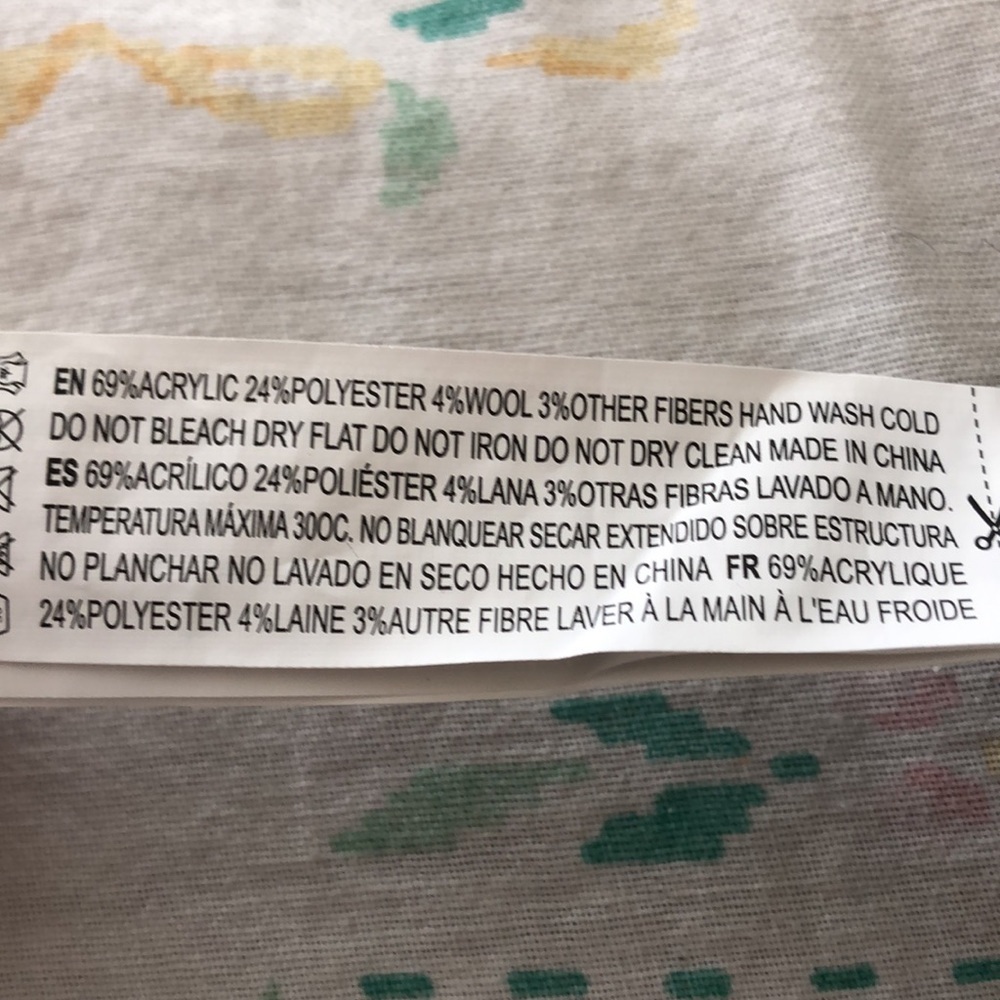 EN 69%ACRYLIC 24%POLYESTER 4%WOOL 3%OTHER FIBERS HAND WASH COLD
DO NOT BLEACH DRY FLAT DO NOT IRON DO NOT DRY CLEAN MADE IN CHINA
ES 69%ACRÍLICO 24%POLIÉSTER 4%LANA 3%OTRAS FIBRAS LAVADO A MANO.
TEMPERATURA MÁXIMA 30OC. NO BLANQUEAR SECAR EXTENDIDO SOBRE ESTRUCTURA
NO PLANCHAR NO LAVADO EN SECO HECHO EN CHINA FR 69%ACRYLIQUE
24%POLYESTER 4%LAINE 3%AUTRE FIBRE LAVER À LA MAIN À L'EAU FROIDE